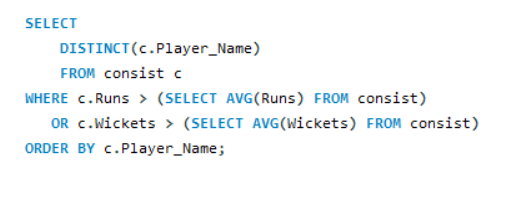 SELECT
DISTINCT(c.Player_Name)
FROM consist c
WHERE c.Runs > (SELECT AVG(Runs) FROM consist)
OR c.Wickets > (SELECT AVG(Wickets) FROM consist)
ORDER BY c.Player_Name;